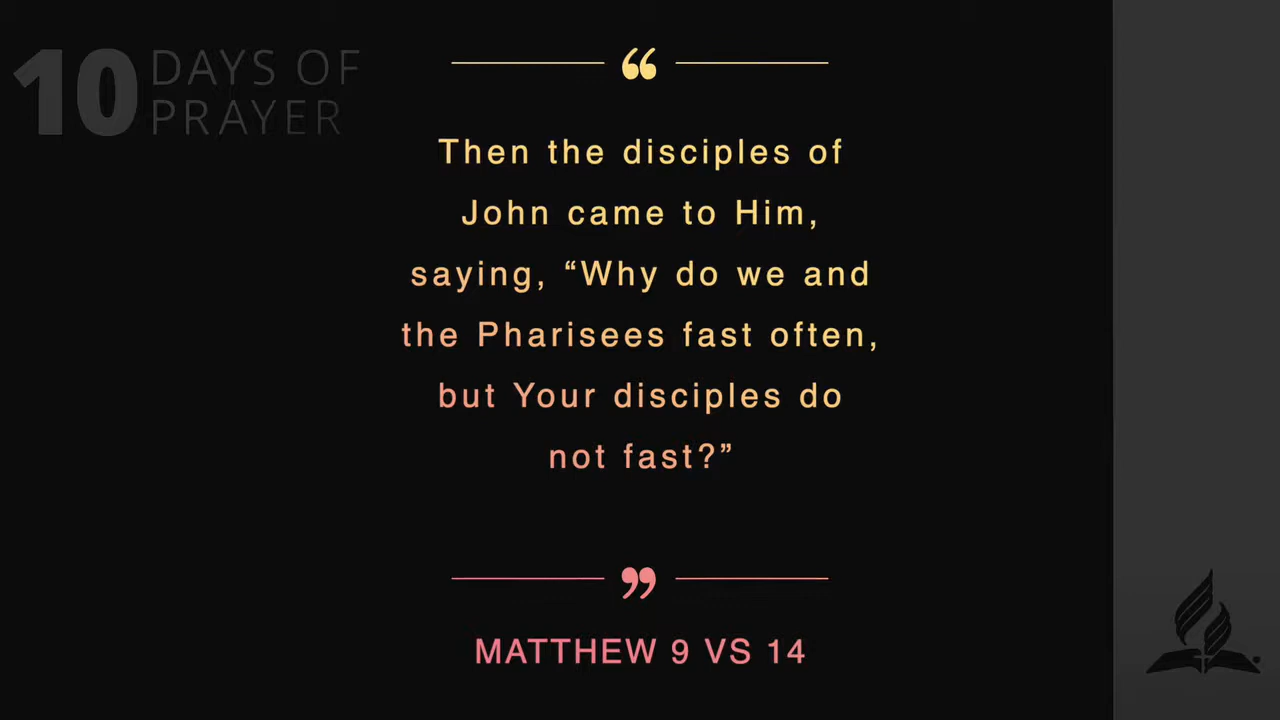 10 DAYS OF
PRAYER
“
Then the disciples of
John came to Him,
saying, “Why do we and
the Pharisees fast often,
but Your disciples do
not fast?”
”
MATTHEW 9 VS 14